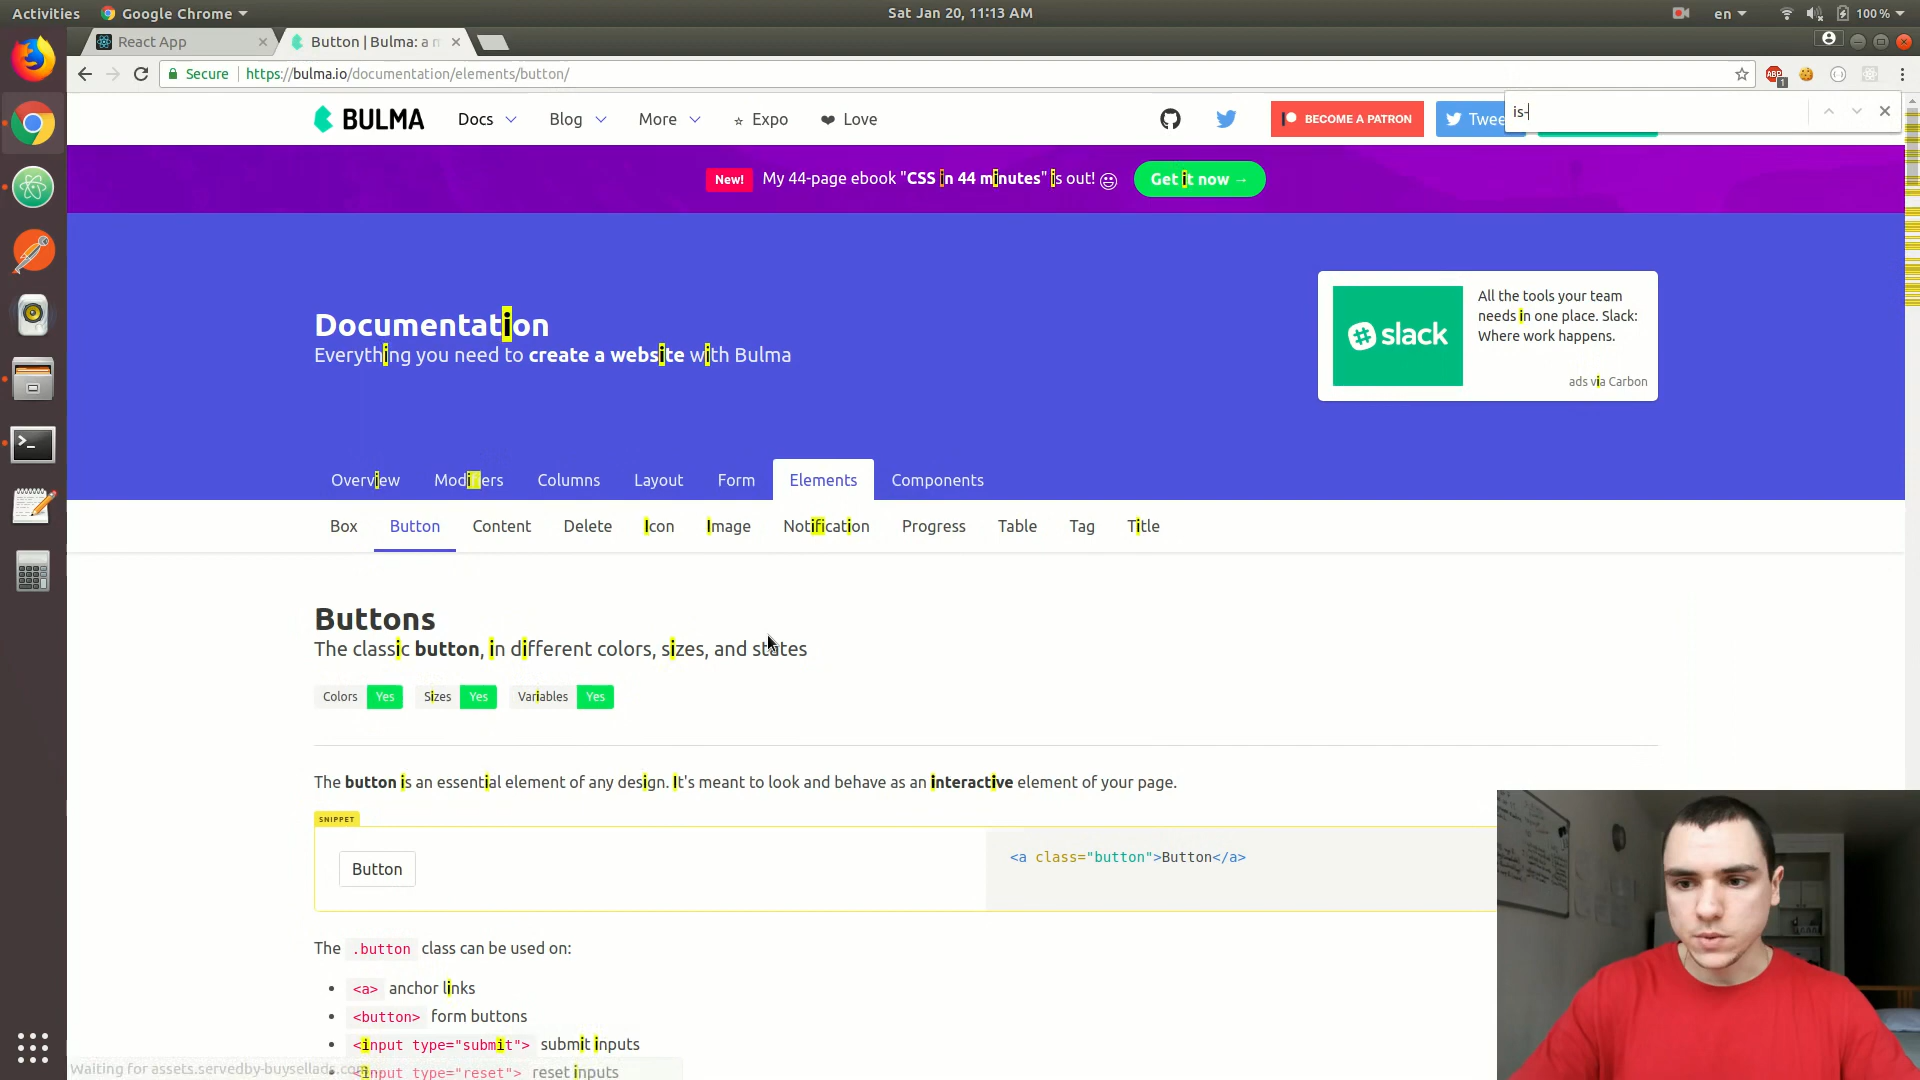 Activities
Google Chrome
Sat Jan 20, 11:13 AM
en
100 %
React App
Button | Bulma: a m
Secure
https://bulma.io/documentation/elements/button/
ABP
1
is-
BULMA
Docs
Blog
More
Expo
Love
BECOME A PATRON
Twee
New!
My 44-page ebook "CSS in 44 minutes" is out!
Get it now →
Documentation
Everything you need to create a website with Bulma
slack
All the tools your team
needs in one place. Slack:
Where work happens.
ads via Carbon
Overview
Modifiers
Columns
Layout
Form
Elements
Components
Box
Button
Content
Delete
Icon
Image
Notification
Progress
Table
Tag
Title
Buttons
The classic button, in different colors, sizes, and states
Colors Yes
Sizes Yes
Variables Yes
The button is an essential element of any design. It's meant to look and behave as an interactive element of your page.
SNIPPET
Button
<a class="button">Button</a>
The .button class can be used on:
• <a> anchor links
• <button> form buttons
• <input type="submit"> submit inputs
• <input type="reset"> reset inputs
Waiting for assets.servedby-buysellads.com